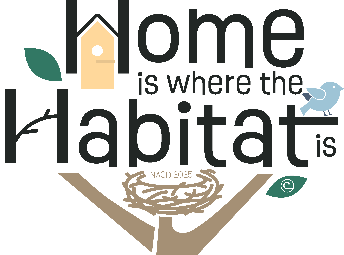 Home
is where the
Habitat is
NACD 2025